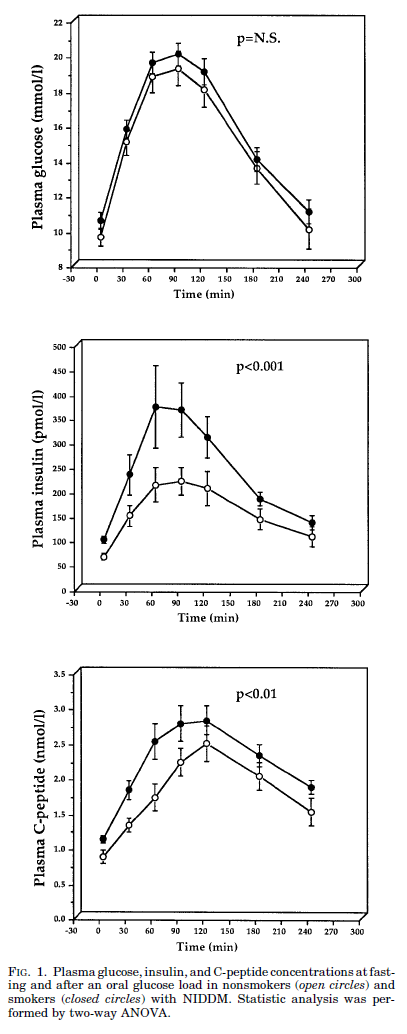 22
20
18
16
14
12
10
8
Plasma glucose (mmol/l)
p=N.S.
-30 0 30 60 90 120 150 180 210 240 270 300
Time (min)
500
450
400
350
300
250
200
150
100
50
0
Plasma insulin (pmol/l)
p<0.001
-30 0 30 60 90 120 150 180 210 240 270 300
Time (min)
3.5
3.0
2.5
2.0
1.5
1.0
0.5
0.0
Plasma C-peptide (nmol/l)
p<0.01
-30 0 30 60 90 120 150 180 210 240 270 300
Time (min)
FIG. 1. Plasma glucose, insulin, and C-peptide concentrations at fast-
ing and after an oral glucose load in nonsmokers (open circles) and
smokers (closed circles) with NIDDM. Statistic analysis was per-
formed by two-way ANOVA.